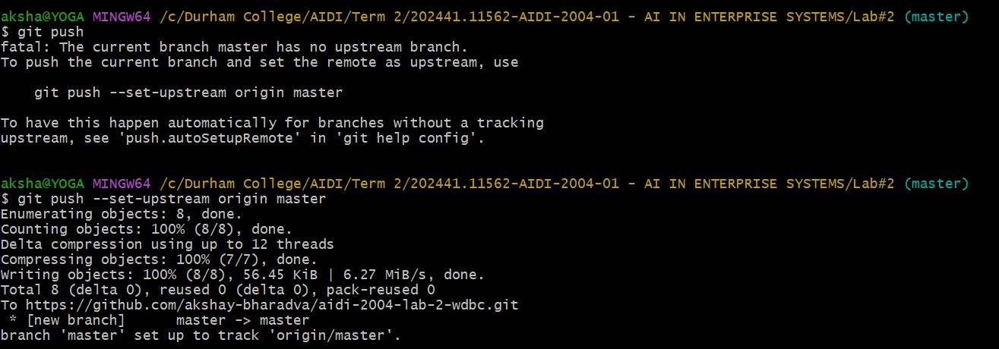 aksha@YOGA MINGW64 /c/Durham College/AIDI/Term 2/202441.11562-AIDI-2004-01 - AI IN ENTERPRISE SYSTEMS/Lab#2 (master)
$ git push
fatal: The current branch master has no upstream branch.
To push the current branch and set the remote as upstream, use
    git push --set-upstream origin master
To have this happen automatically for branches without a tracking
upstream, see 'push.autoSetupRemote' in 'git help config'.
aksha@YOGA MINGW64 /c/Durham College/AIDI/Term 2/202441.11562-AIDI-2004-01 - AI IN ENTERPRISE SYSTEMS/Lab#2 (master)
$ git push --set-upstream origin master
Enumerating objects: 8, done.
Counting objects: 100% (8/8), done.
Delta compression using up to 12 threads
Compressing objects: 100% (7/7), done.
Writing objects: 100% (8/8), 56.45 KiB | 6.27 MiB/s, done.
Total 8 (delta 0), reused 0 (delta 0), pack-reused 0
To https://github.com/akshay-bharadva/aidi-2004-lab-2-wdbc.git
 * [new branch]      master -> master
branch 'master' set up to track 'origin/master'.